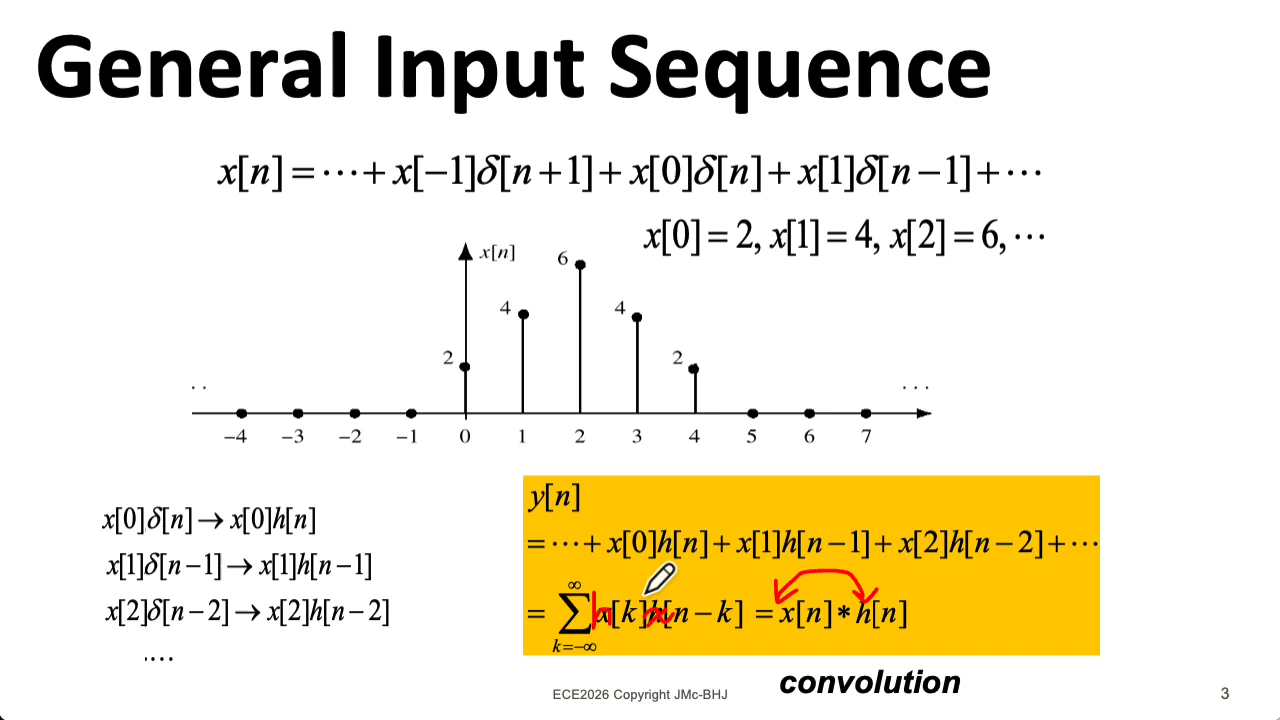 General Input Sequence
x[n] = ⋯ + x[−1]δ[n+1] + x[0]δ[n] + x[1]δ[n−1] + ⋯
x[0] = 2, x[1] = 4, x[2] = 6, ⋯
x[n]
6
4
4
2
2
. .
. . .
−4 −3 −2 −1 0 1 2 3 4 5 6 7
x[0]δ[n] → x[0]h[n]
x[1]δ[n−1] → x[1]h[n−1]
x[2]δ[n−2] → x[2]h[n−2]
....
y[n]
= ⋯ + x[0]h[n] + x[1]h[n−1] + x[2]h[n−2] + ⋯
∞
= ∑ h[k]x[n−k] = x[n]∗h[n]
k=−∞
convolution
ECE2026 Copyright JMc-BHJ
3